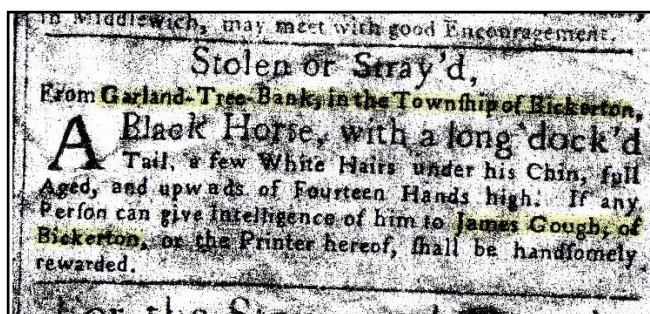 in Middlewich, may meet with good Encouragement.
Stolen or Stray'd,
From Garland-Tree-Bank, in the Townſhip of Bickerton,
A Black Horſe, with a long dock'd
Tail, a few White Hairs under his Chin, full
Aged, and upwards of Fourteen Hands high. If any
Perſon can give Intelligence of him to James Gough, of
Bickerton, or the Printer hereof, ſhall be handſomely
rewarded.